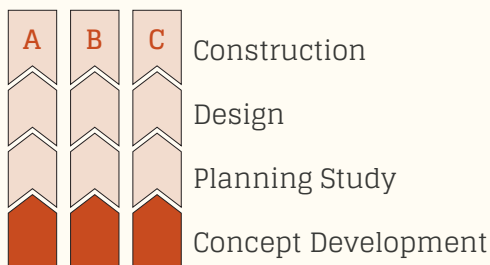 A B C
Construction
Design
Planning Study
Concept Development